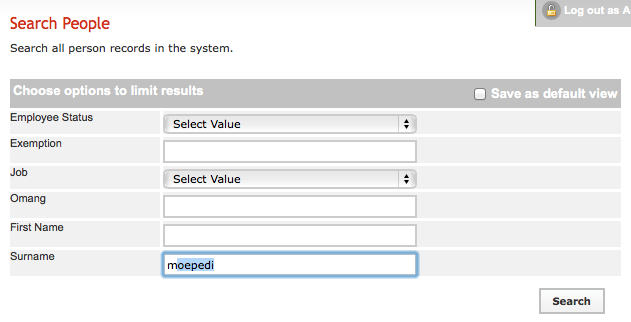 Log out as A
Search People
Search all person records in the system.
Choose options to limit results
Save as default view
Employee Status
Select Value
Exemption
Job
Select Value
Omang
First Name
Surname
moepedi
Search